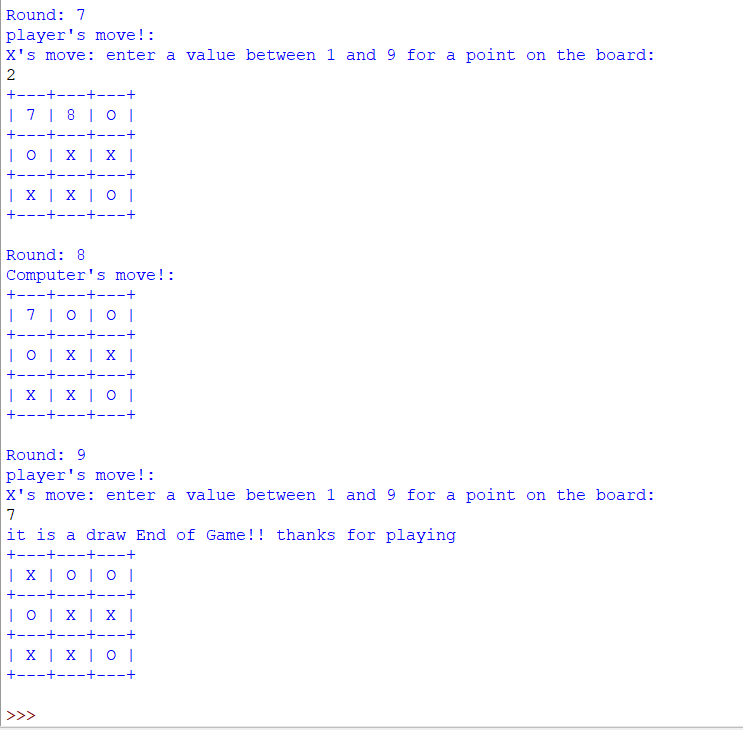 Round: 7
player's move!:
X's move: enter a value between 1 and 9 for a point on the board:
2
+---+---+---+
| 7 | 8 | O |
+---+---+---+
| O | X | X |
+---+---+---+
| X | X | O |
+---+---+---+

Round: 8
Computer's move!:
+---+---+---+
| 7 | O | O |
+---+---+---+
| O | X | X |
+---+---+---+
| X | X | O |
+---+---+---+

Round: 9
player's move!:
X's move: enter a value between 1 and 9 for a point on the board:
7
it is a draw End of Game!! thanks for playing
+---+---+---+
| X | O | O |
+---+---+---+
| O | X | X |
+---+---+---+
| X | X | O |
+---+---+---+

>>>